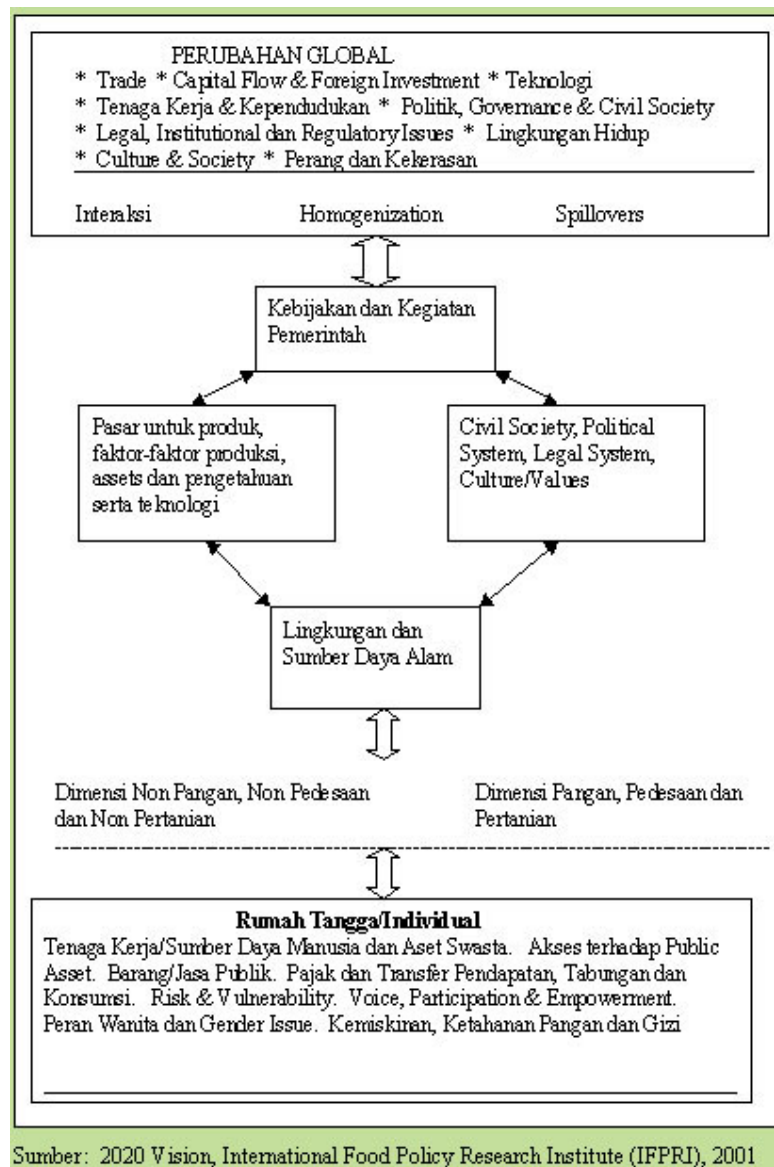 PERUBAHAN GLOBAL
* Trade * Capital Flow & Foreign Investment * Teknologi
* Tenaga Kerja & Kependudukan * Politik, Governance & Civil Society
* Legal, Institutional dan Regulatory Issues * Lingkungan Hidup
* Culture & Society * Perang dan Kekerasan
Interaksi Homogenization Spillovers
Kebijakan dan Kegiatan
Pemerintah
Pasar untuk produk,
faktor-faktor produksi,
assets dan pengetahuan
serta teknologi
Civil Society, Political
System, Legal System,
Culture/Values
Lingkungan dan
Sumber Daya Alam
Dimensi Non Pangan, Non Pedesaan
dan Non Pertanian
Dimensi Pangan, Pedesaan dan
Pertanian
Rumah Tangga/Individual
Tenaga Kerja/Sumber Daya Manusia dan Aset Swasta. Akses terhadap Public
Asset. Barang/Jasa Publik. Pajak dan Transfer Pendapatan, Tabungan dan
Konsumsi. Risk & Vulnerability. Voice, Participation & Empowerment.
Peran Wanita dan Gender Issue. Kemiskinan, Ketahanan Pangan dan Gizi
Sumber: 2020 Vision, International Food Policy Research Institute (IFPRI), 2001